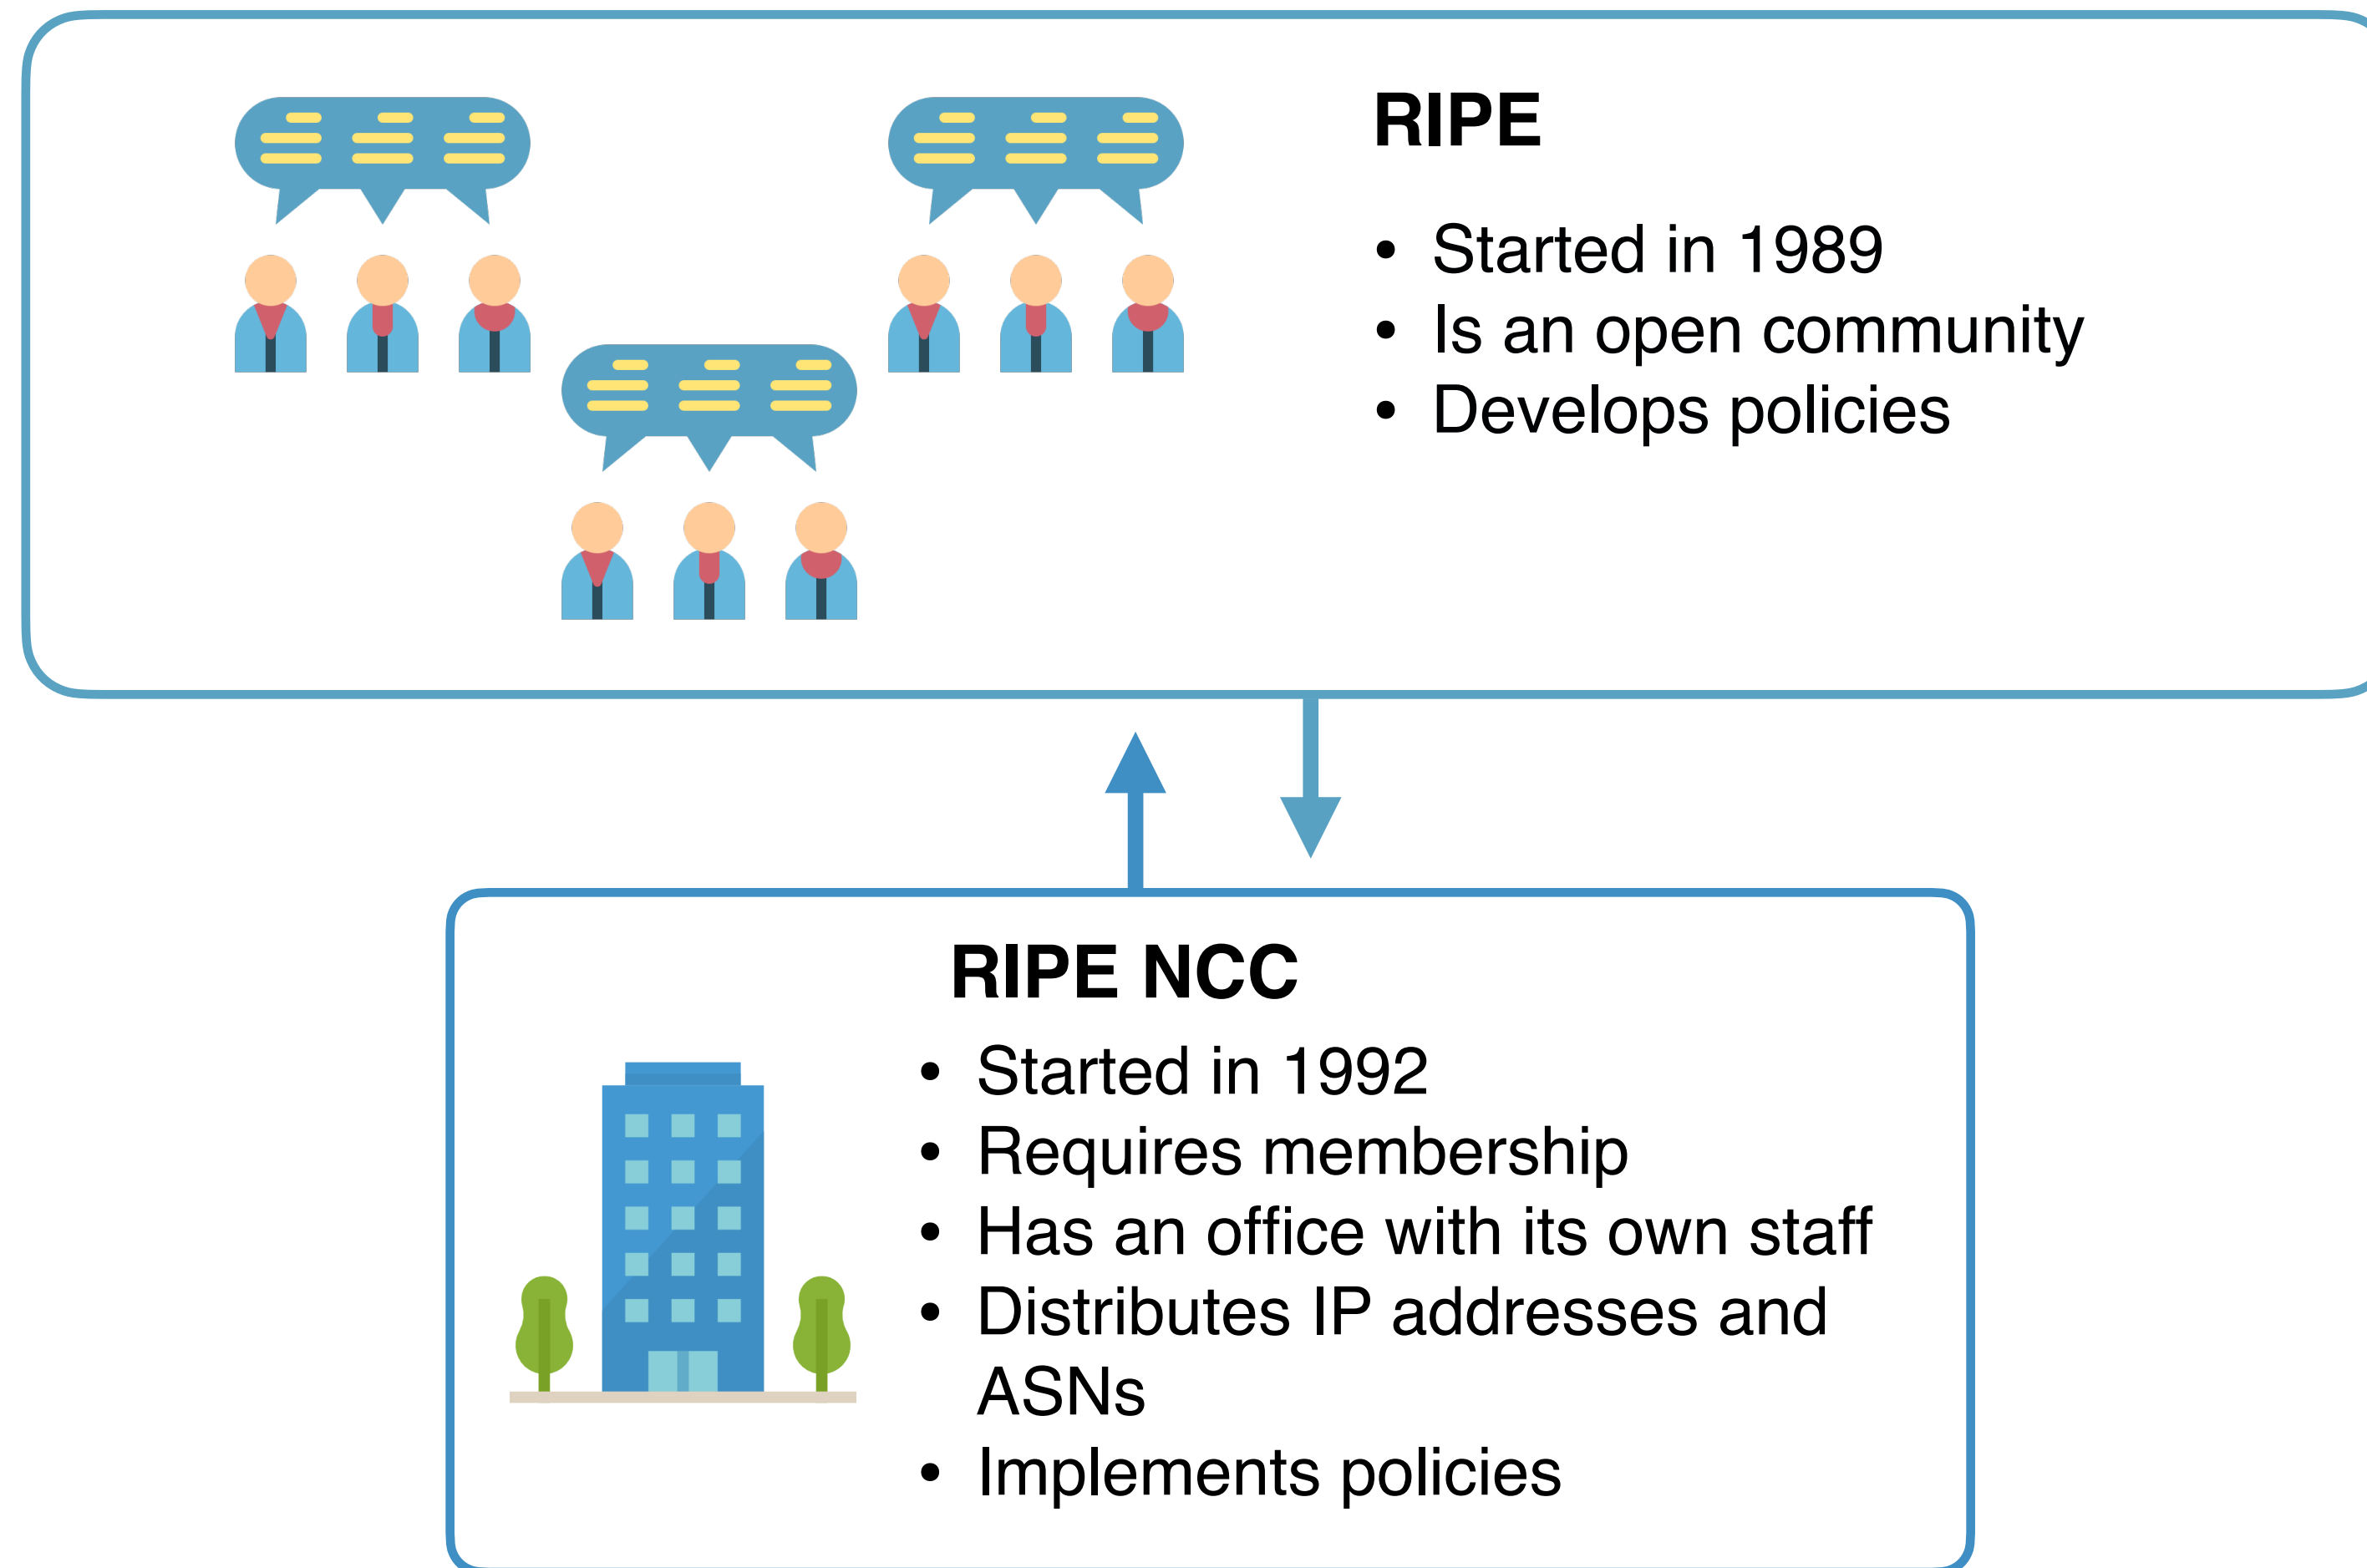 RIPE
• Started in 1989
• Is an open community
• Develops policies
RIPE NCC
• Started in 1992
• Requires membership
• Has an office with its own staff
• Distributes IP addresses and
ASNs
• Implements policies